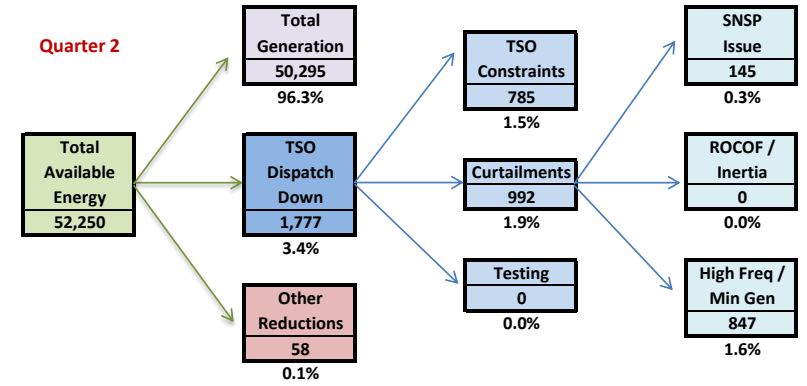 Quarter 2
Total
Available
Energy
52,250
Total
Generation
50,295
96.3%
TSO
Dispatch
Down
1,777
3.4%
Other
Reductions
58
0.1%
TSO
Constraints
785
1.5%
Curtailments
992
1.9%
Testing
0
0.0%
SNSP
Issue
145
0.3%
ROCOF /
Inertia
0
0.0%
High Freq /
Min Gen
847
1.6%